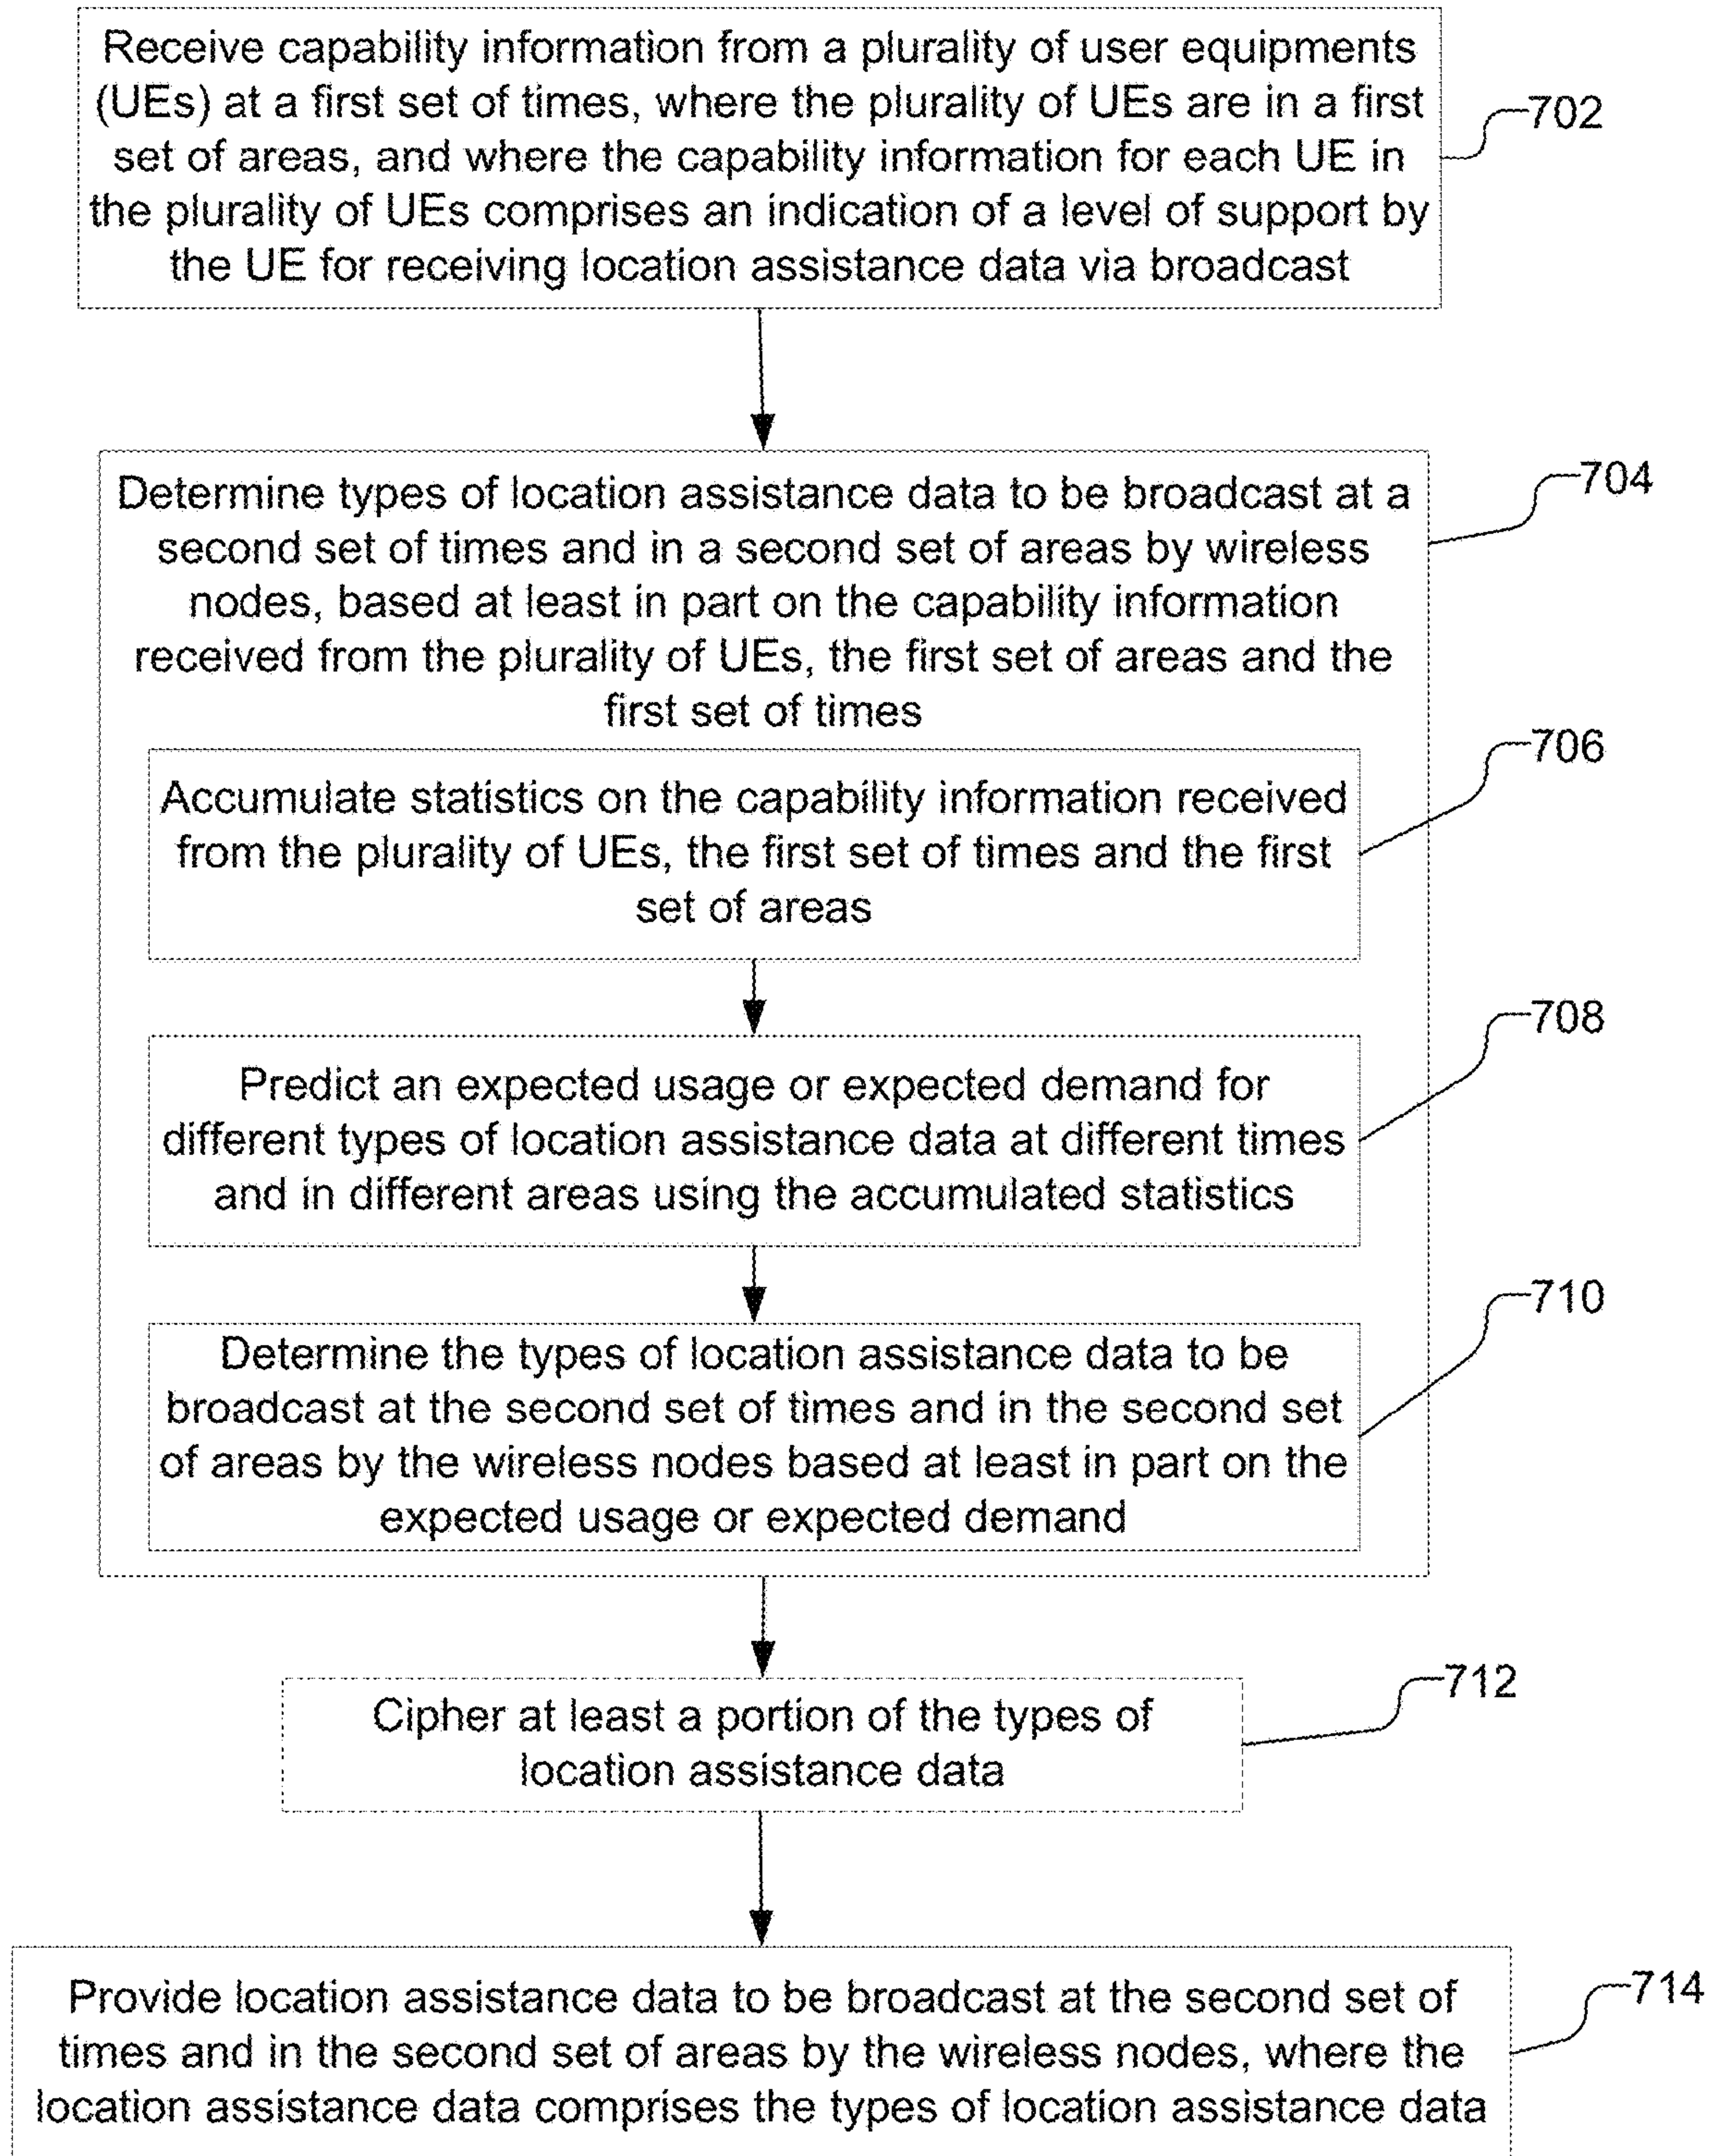 Receive capability information from a plurality of user equipments
(UEs) at a first set of times, where the plurality of UEs are in a first
set of areas, and where the capability information for each UE in
the plurality of UEs comprises an indication of a level of support by
the UE for receiving location assistance data via broadcast
702
Determine types of location assistance data to be broadcast at a
second set of times and in a second set of areas by wireless
nodes, based at least in part on the capability information
received from the plurality of UEs, the first set of areas and the
first set of times
704
Accumulate statistics on the capability information received
from the plurality of UEs, the first set of times and the first
set of areas
706
Predict an expected usage or expected demand for
different types of location assistance data at different times
and in different areas using the accumulated statistics
708
Determine the types of location assistance data to be
broadcast at the second set of times and in the second set
of areas by the wireless nodes based at least in part on the
expected usage or expected demand
710
Cipher at least a portion of the types of
location assistance data
712
Provide location assistance data to be broadcast at the second set of
times and in the second set of areas by the wireless nodes, where the
location assistance data comprises the types of location assistance data
714